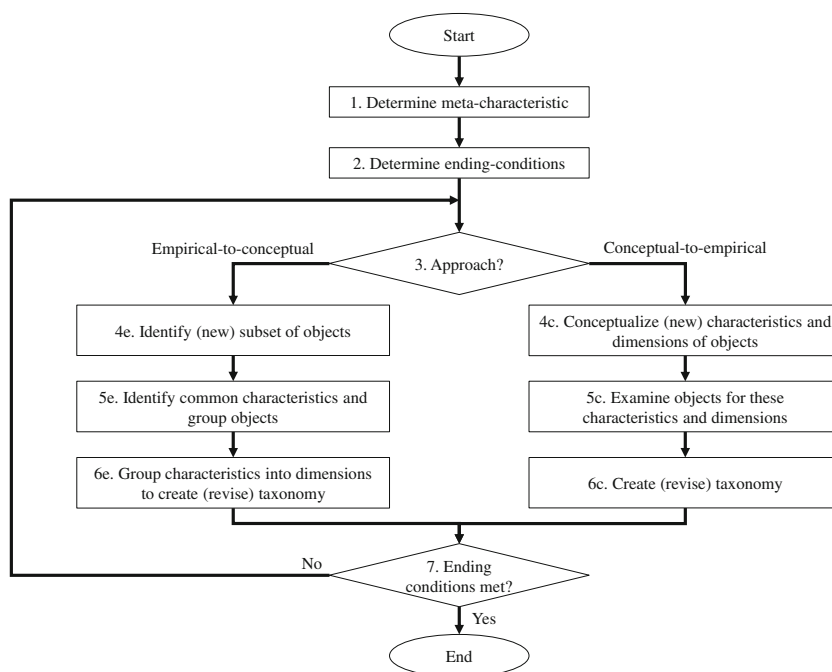 Start
1. Determine meta-characteristic
2. Determine ending-conditions
Empirical-to-conceptual
Conceptual-to-empirical
3. Approach?
4e. Identify (new) subset of objects
4c. Conceptualize (new) characteristics and
dimensions of objects
5e. Identify common characteristics and
group objects
5c. Examine objects for these
characteristics and dimensions
6e. Group characteristics into dimensions
to create (revise) taxonomy
6c. Create (revise) taxonomy
No
7. Ending
conditions met?
Yes
End